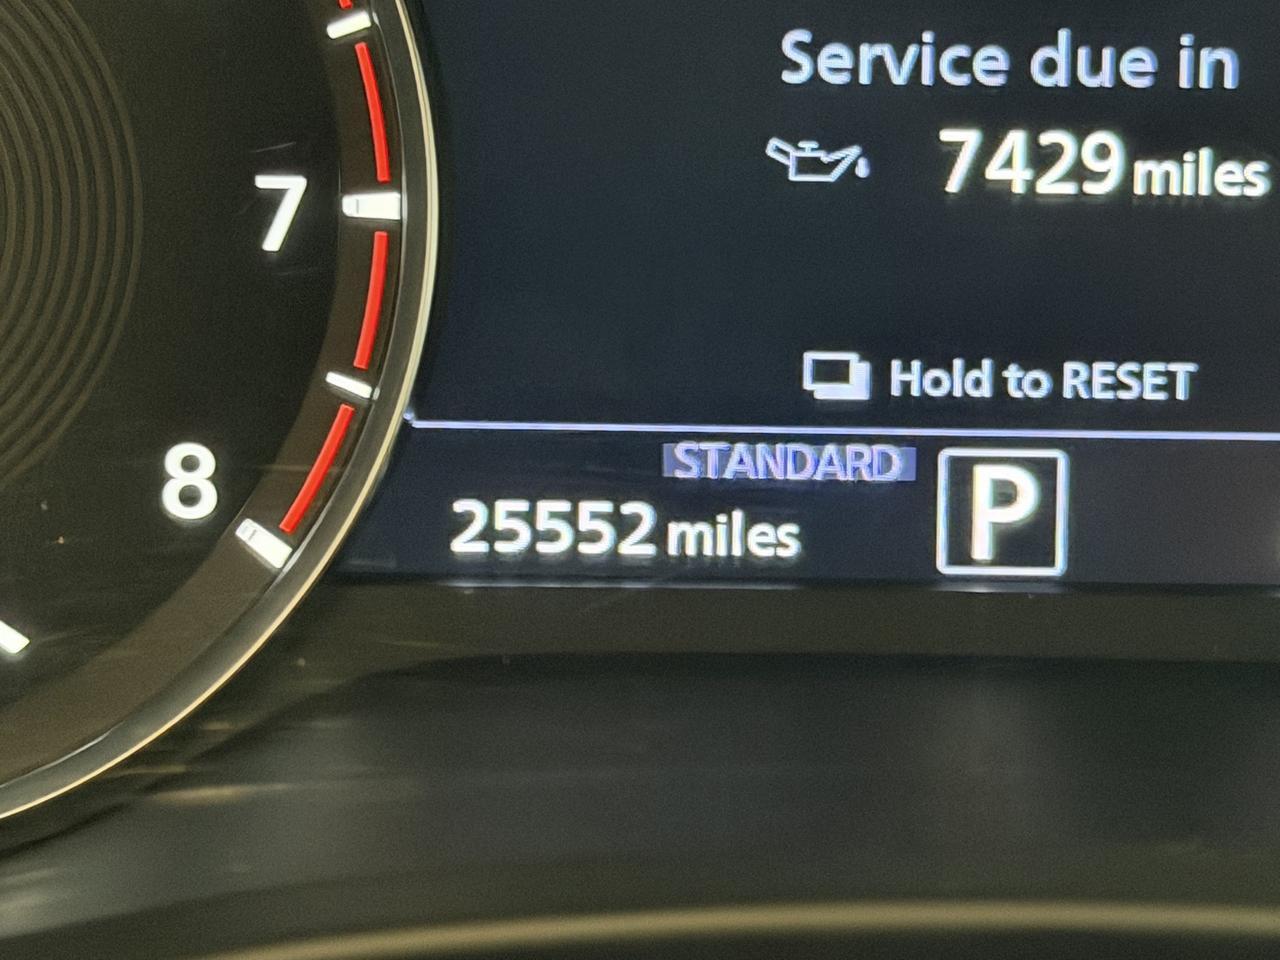 Service due in
7429 miles
7
Hold to RESET
STANDARD
8
25552 miles
P